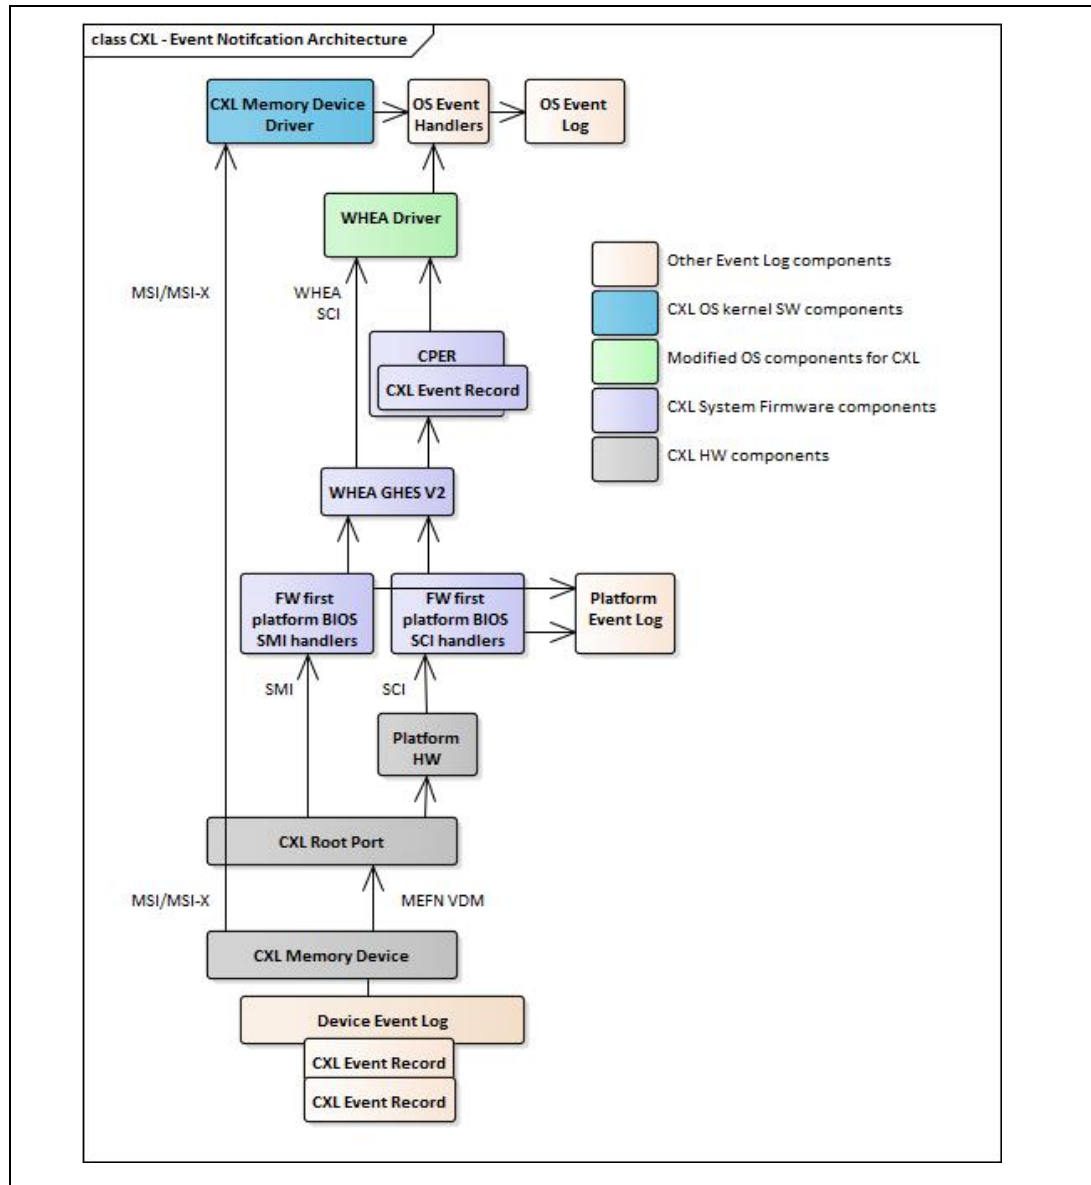 class CXL - Event Notifcation Architecture
CXL Memory Device
Driver
OS Event
Handlers
OS Event
Log
WHEA Driver
Other Event Log components
MSI/MSI-X
WHEA
SCI
CXL OS kernel SW components
CPER
Modified OS components for CXL
CXL Event Record
CXL System Firmware components
CXL HW components
WHEA GHES V2
FW first
platform BIOS
SMI handlers
FW first
platform BIOS
SCI handlers
Platform
Event Log
SMI
SCI
Platform
HW
CXL Root Port
MSI/MSI-X
MEFN VDM
CXL Memory Device
Device Event Log
CXL Event Record
CXL Event Record